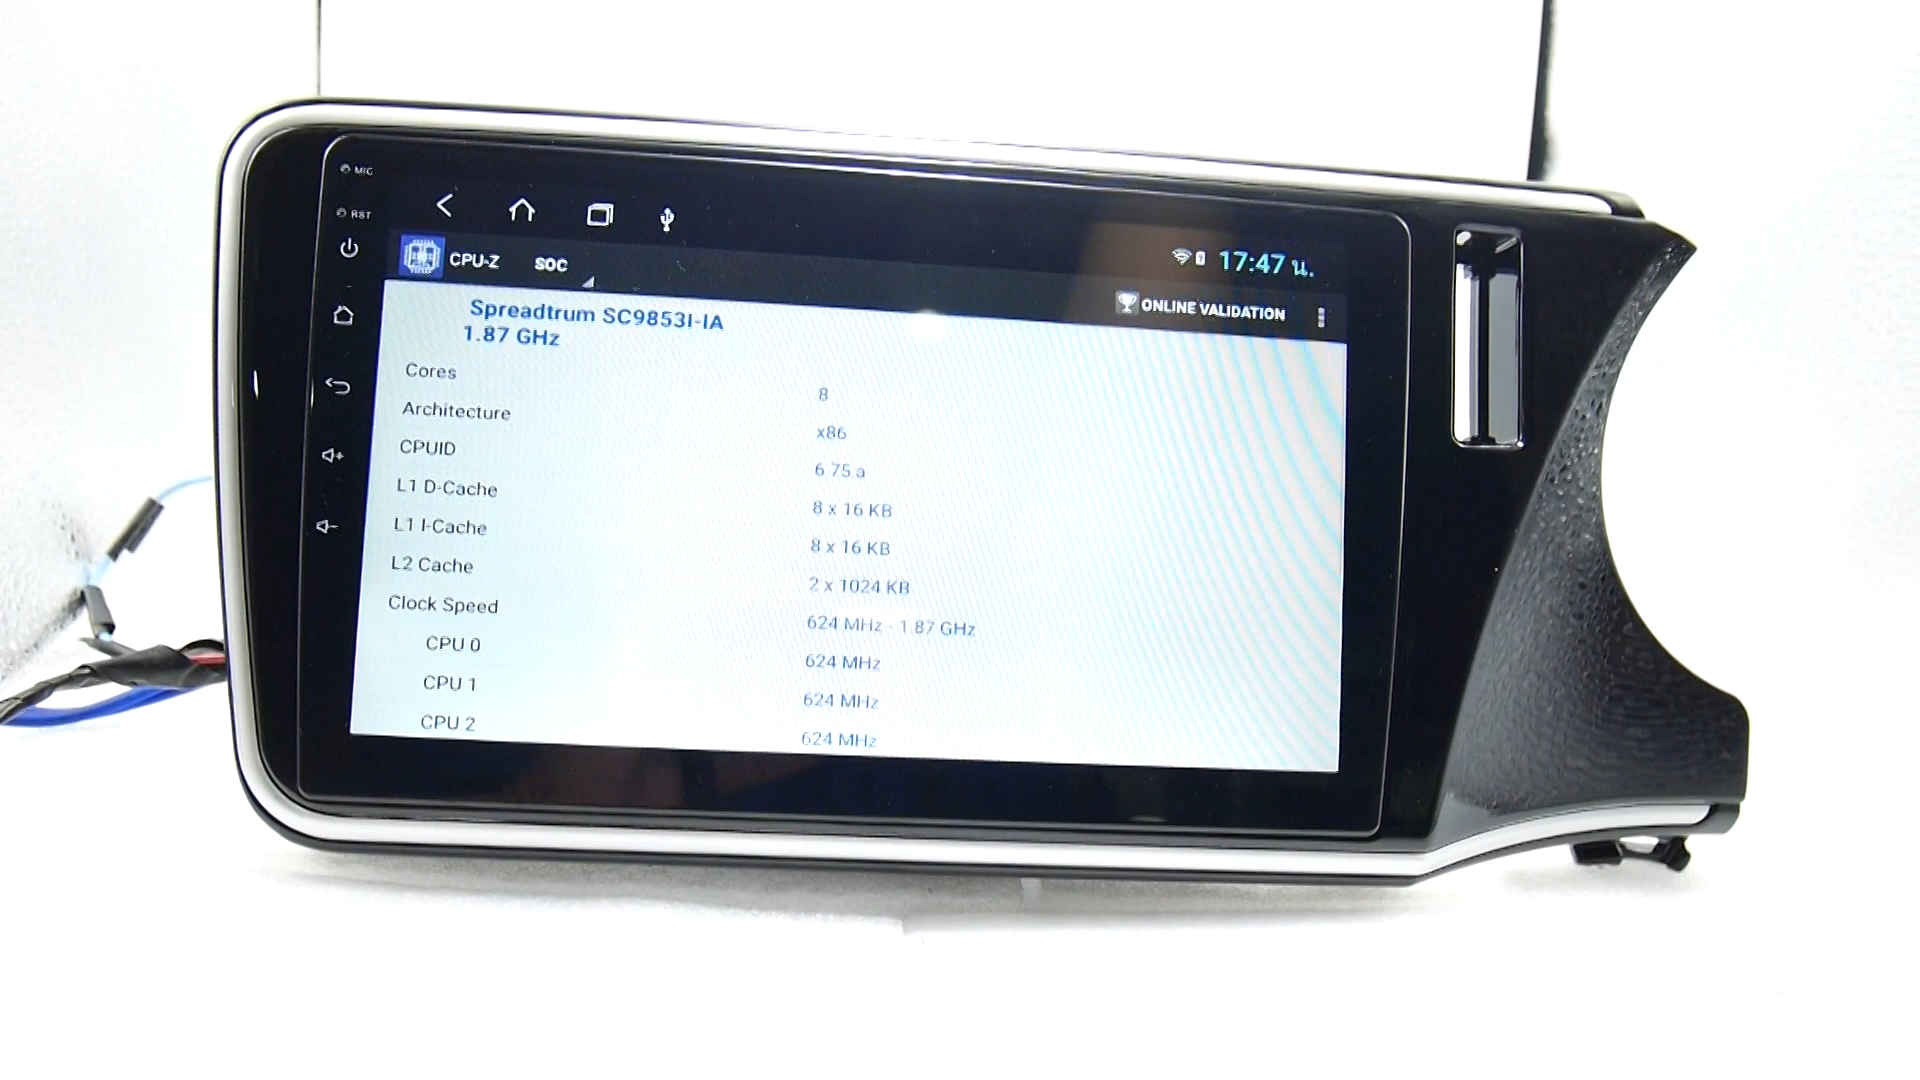 MIC
RST
17:47 น.
CPU-Z SOC
ONLINE VALIDATION
Spreadtrum SC9853I-IA
1.87 GHz
Cores 8
Architecture x86
CPUID 6.75.a
L1 D-Cache 8 x 16 KB
L1 I-Cache 8 x 16 KB
L2 Cache 2 x 1024 KB
Clock Speed 624 MHz - 1.87 GHz
CPU 0 624 MHz
CPU 1 624 MHz
CPU 2 624 MHz